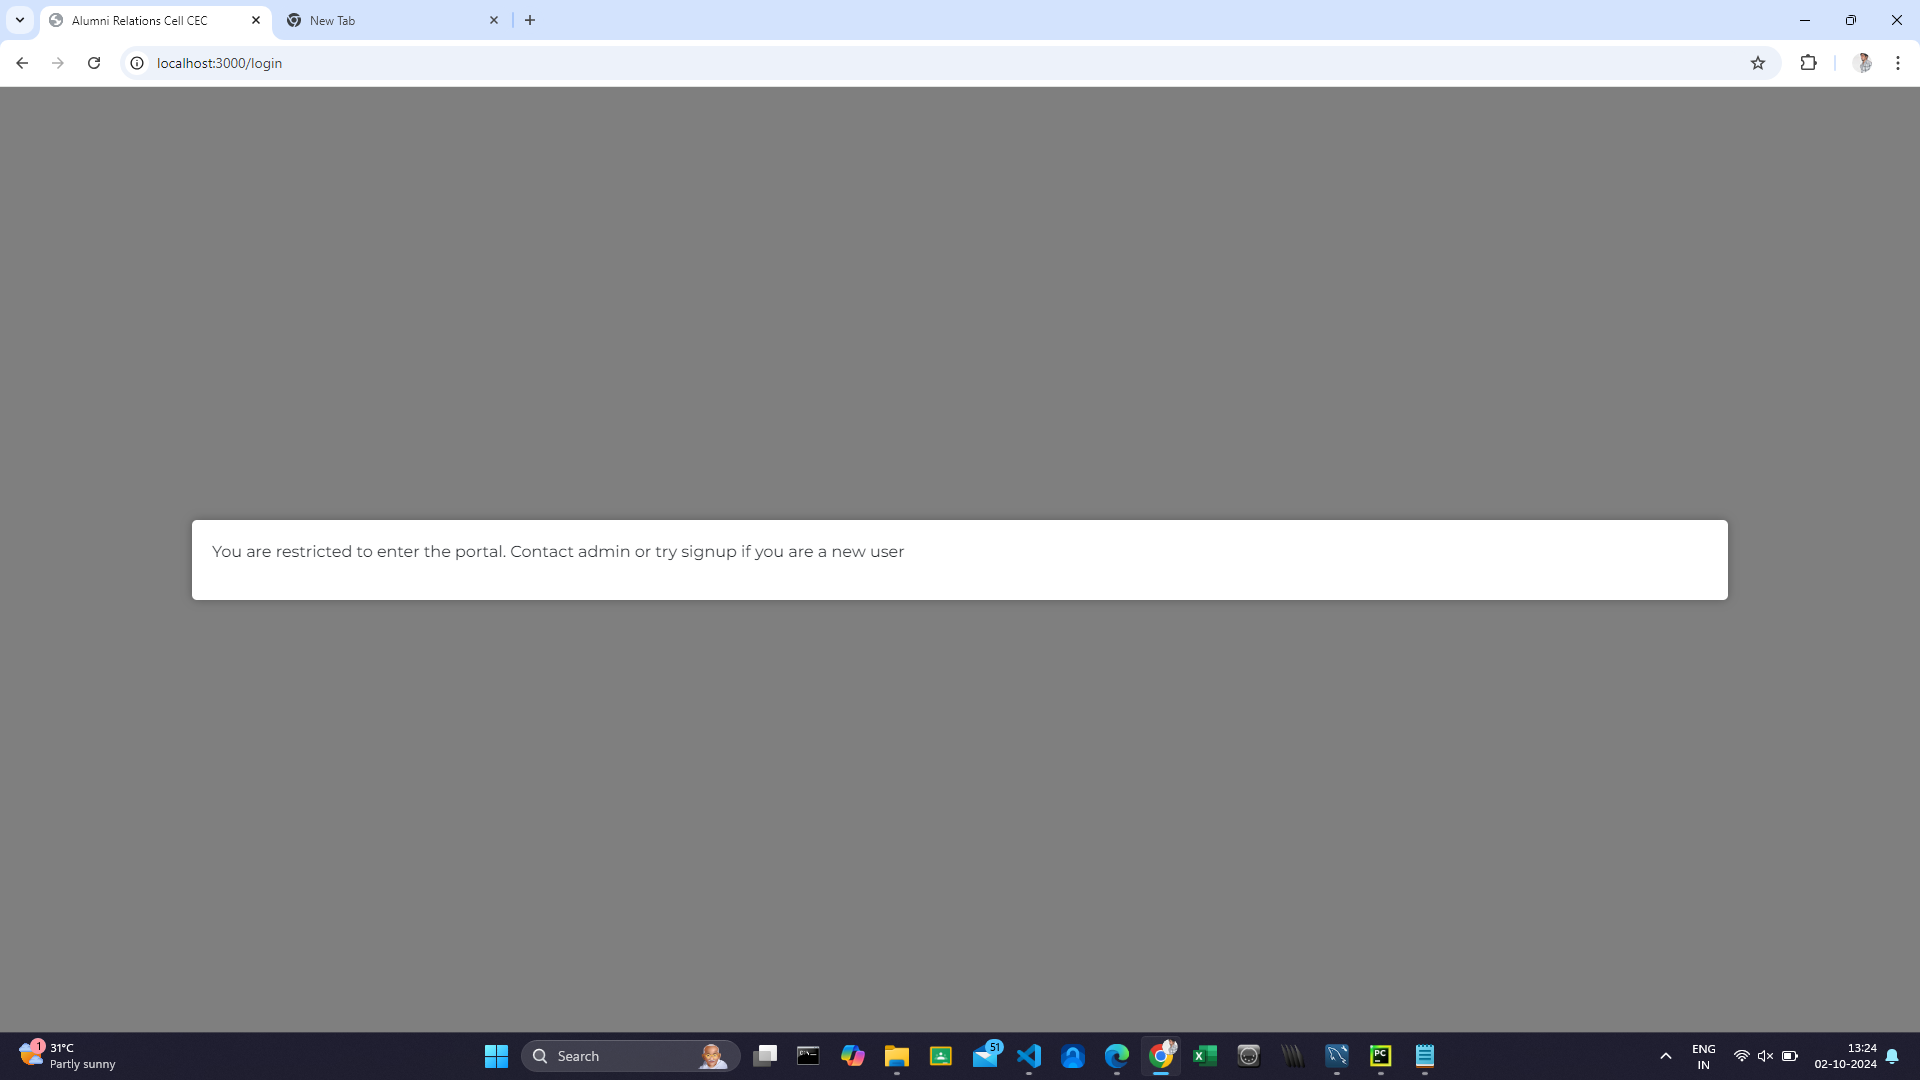 Alumni Relations Cell CEC
New Tab
localhost:3000/login
You are restricted to enter the portal. Contact admin or try signup if you are a new user
1
31°C
Partly sunny
Search
51
PC
ENG
IN
13:24
02-10-2024